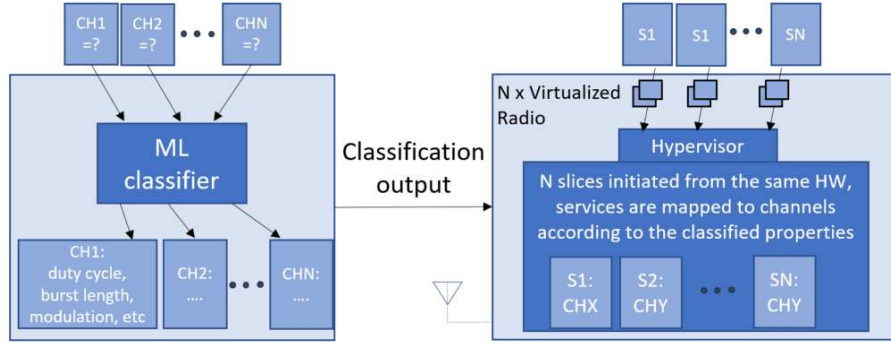 CH1
=?
CH2
=?
CHN
=?
ML
classifier
CH1:
duty cycle,
burst length,
modulation, etc
CH2:
....
CHN:
....
Classification
output
S1
S1
SN
N x Virtualized
Radio
Hypervisor
N slices initiated from the same HW,
services are mapped to channels
according to the classified properties
S1:
CHX
S2:
CHY
SN:
CHY